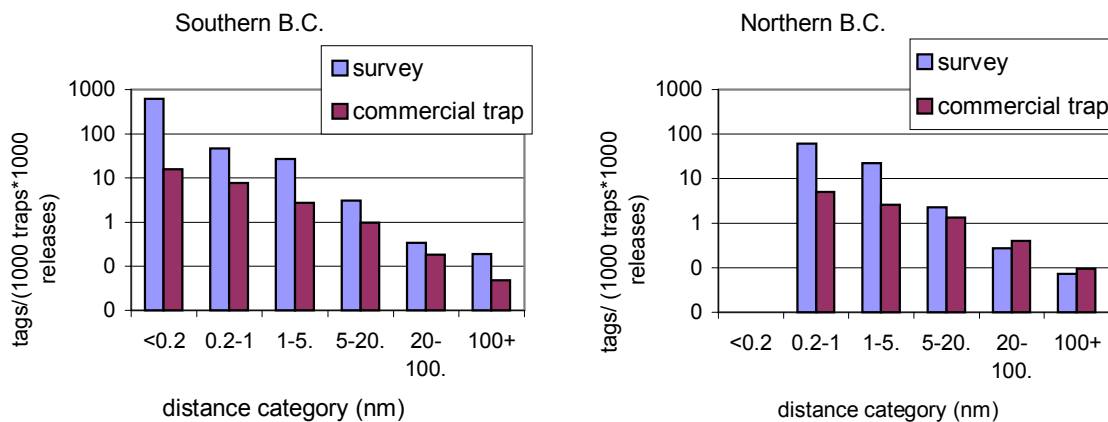 Southern B.C.
survey
commercial trap
tags/(1000 traps*1000
releases)
1000
100
10
1
0
0
<0.2
0.2-1
1-5.
5-20.
20-
100.
100+
distance category (nm)
Northern B.C.
survey
commercial trap
tags/ (1000 traps*1000
releases)
1000
100
10
1
0
0
<0.2
0.2-1
1-5.
5-20.
20-
100.
100+
distance category (nm)